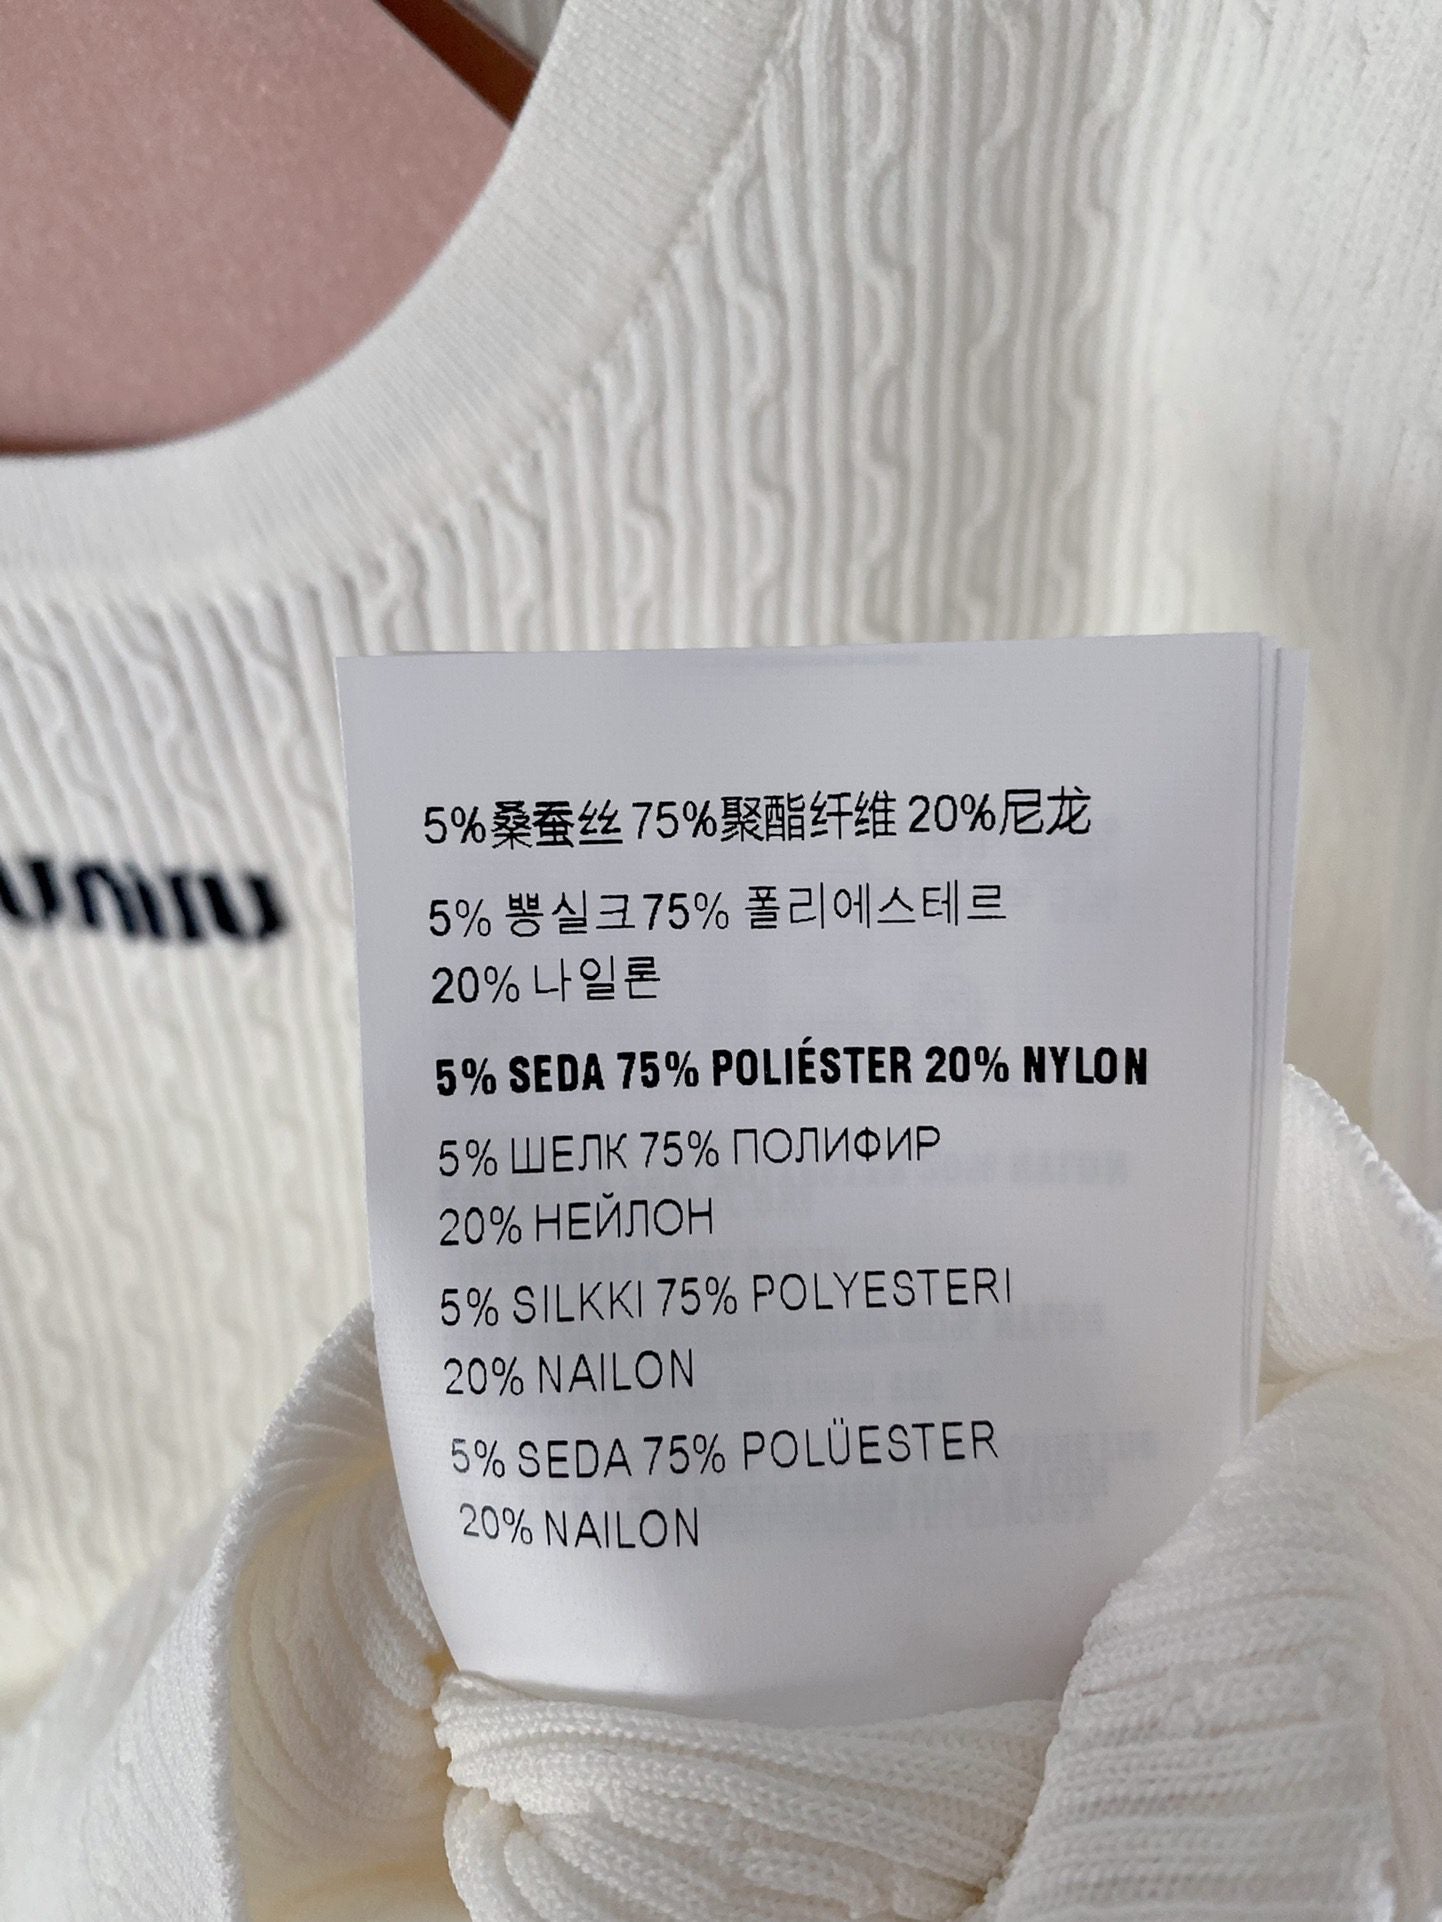 5%桑蚕丝 75%聚酯纤维 20%尼龙
5% 뽕실크 75% 폴리에스테르
20% 나일론
5% SEDA 75% POLIÉSTER 20% NYLON
5% ШЕЛК 75% ПОЛИФИР
20% НЕЙЛОН
5% SILKKI 75% POLYESTERI
20% NAILON
5% SEDA 75% POLÜESTER
20% NAILON